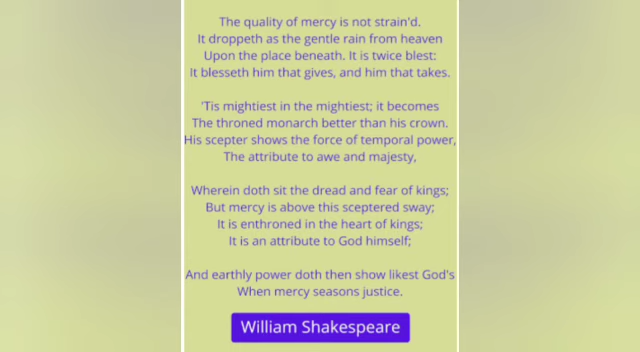 The quality of mercy is not strain'd.
It droppeth as the gentle rain from heaven
Upon the place beneath. It is twice blest:
It blesseth him that gives, and him that takes.
'Tis mightiest in the mightiest; it becomes
The throned monarch better than his crown.
His scepter shows the force of temporal power,
The attribute to awe and majesty,
Wherein doth sit the dread and fear of kings;
But mercy is above this sceptered sway;
It is enthroned in the heart of kings;
It is an attribute to God himself;
And earthly power doth then show likest God's
When mercy seasons justice.
William Shakespeare